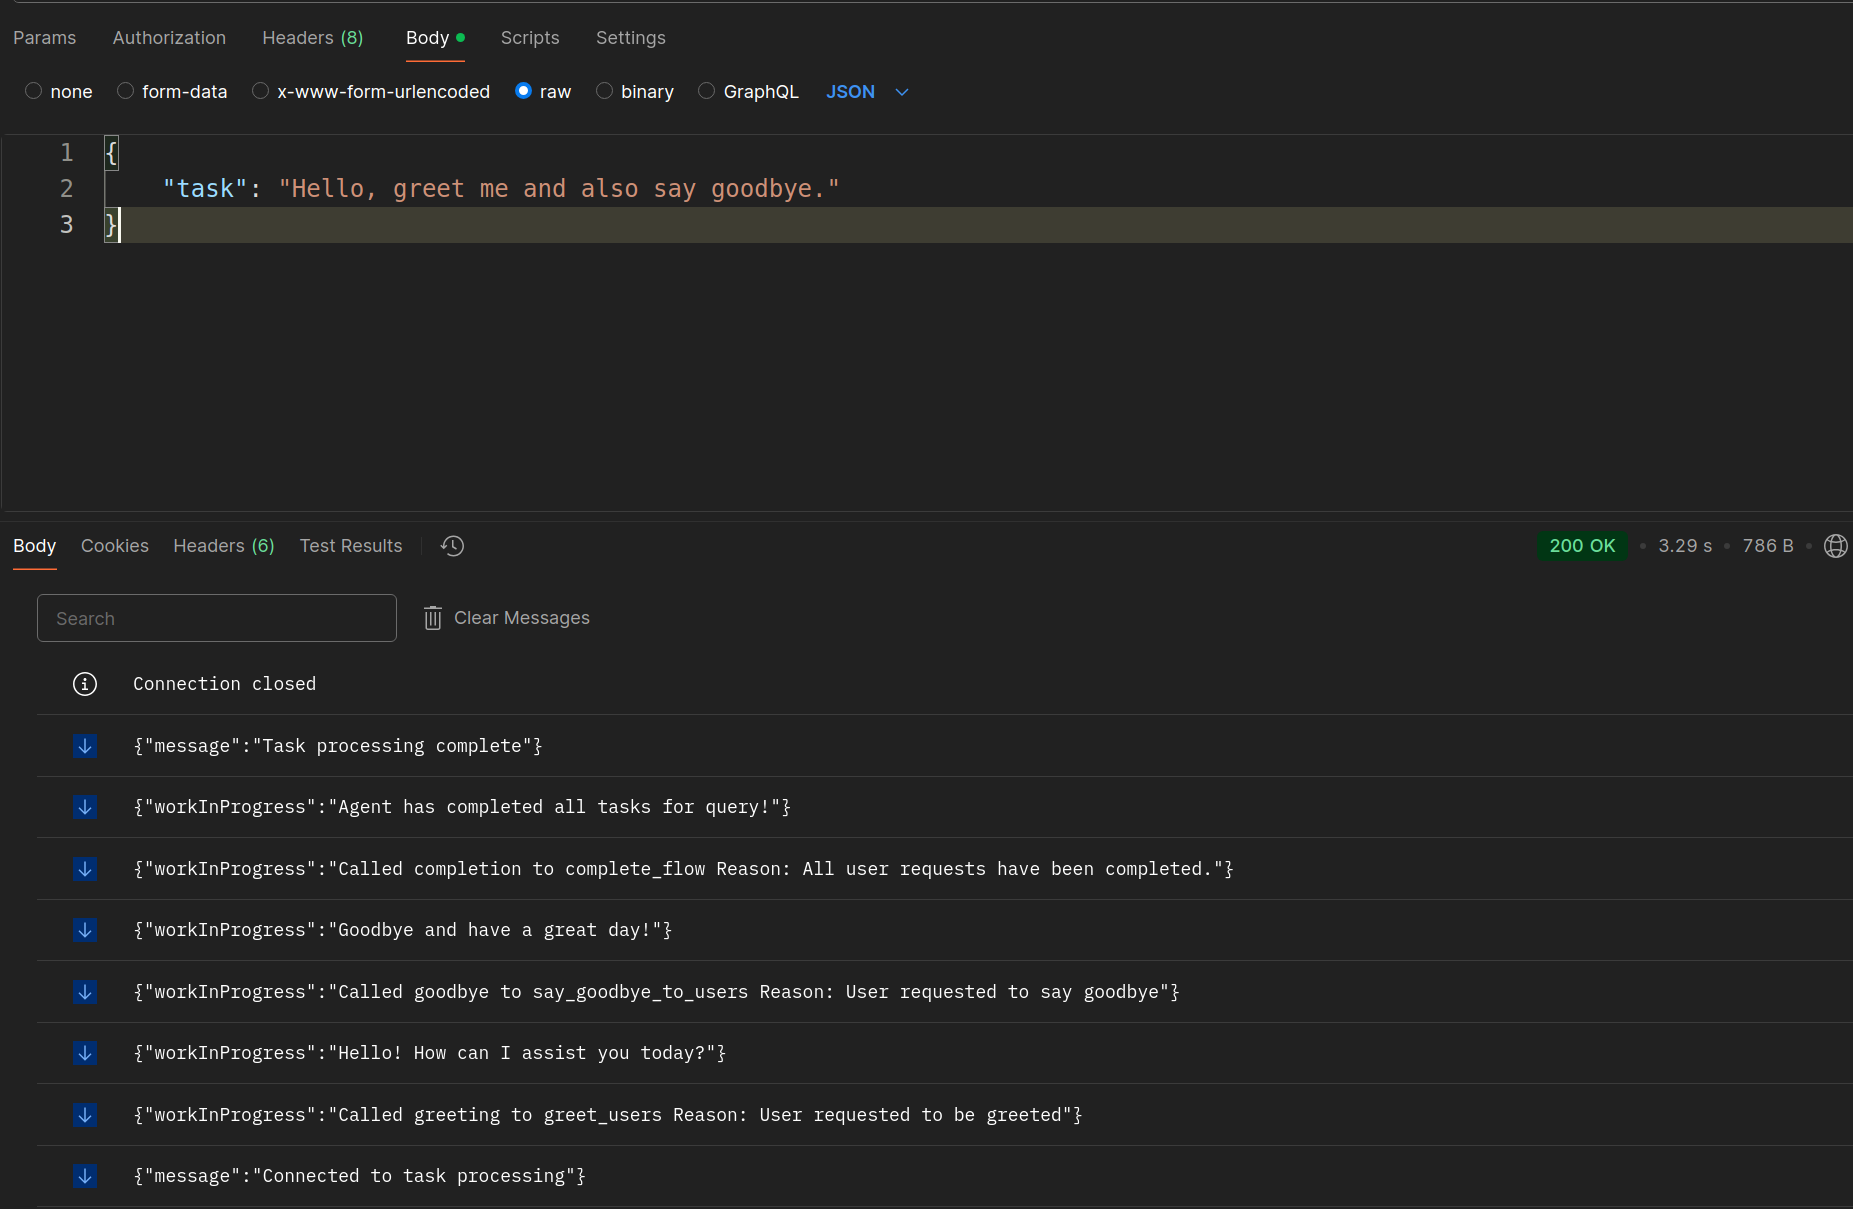 Params Authorization Headers (8) Body Scripts Settings
none form-data x-www-form-urlencoded raw binary GraphQL JSON
1 {
2 "task": "Hello, greet me and also say goodbye."
3 }
Body Cookies Headers (6) Test Results 200 OK • 3.29 s • 786 B •
Search Clear Messages
Connection closed
{"message":"Task processing complete"}
{"workInProgress":"Agent has completed all tasks for query!"}
{"workInProgress":"Called completion to complete_flow Reason: All user requests have been completed."}
{"workInProgress":"Goodbye and have a great day!"}
{"workInProgress":"Called goodbye to say_goodbye_to_users Reason: User requested to say goodbye"}
{"workInProgress":"Hello! How can I assist you today?"}
{"workInProgress":"Called greeting to greet_users Reason: User requested to be greeted"}
{"message":"Connected to task processing"}